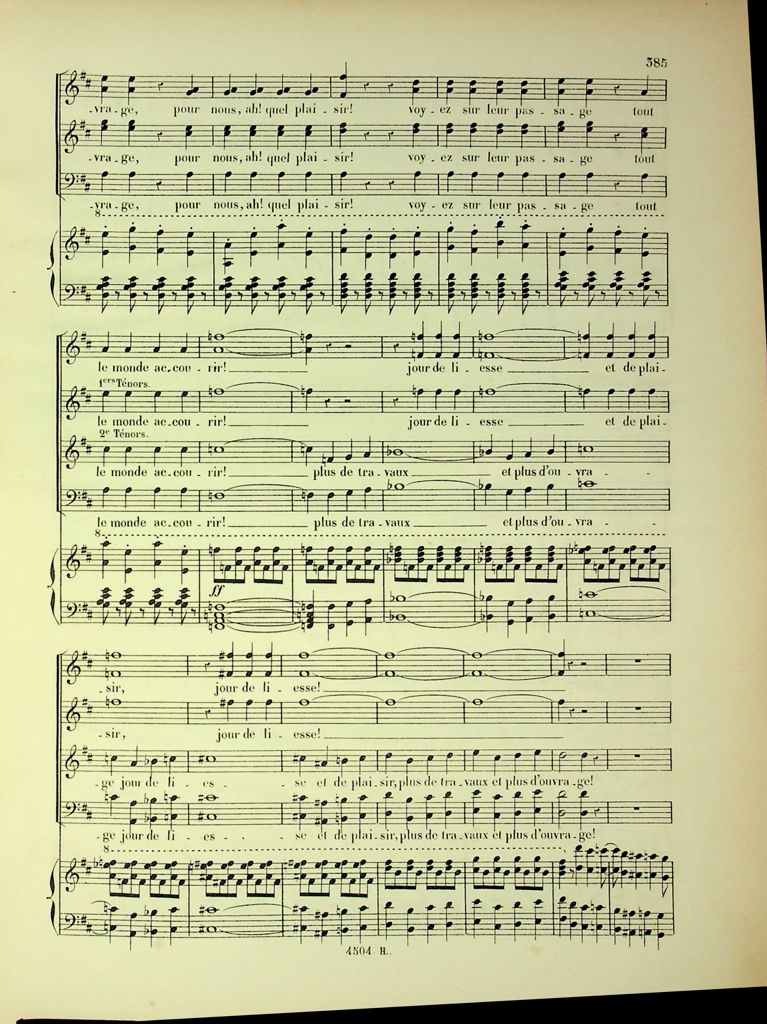 385
-vra-ge, pour nous, ah! quel plai-sir! voy-ez sur leur pas-sa-ge tout
-vra-ge, pour nous, ah! quel plai-sir! voy-ez sur leur pas-sa-ge tout
-vra-ge, pour nous, ah! quel plai-sir! voy-ez sur leur pas-sa-ge tout
8
le monde ac-cou-rir! jour de li-esse et de plai-
1ers Ténors.
le monde ac-cou-rir! jour de li-esse et de plai-
2e Ténors.
le monde ac-cou-rir! plus de tra-vaux et plus d'ou-vra-
le monde ac-cou-rir! plus de tra-vaux et plus d'ou-vra-
8
ff
-sir, jour de li-esse!
-sir, jour de li-esse!
-ge jour de li-es-se et de plai-sir, plus de tra-vaux et plus d'ouvra-ge!
-ge jour de li-es-se et de plai-sir, plus de tra-vaux et plus d'ouvra-ge!
8
4504. H.